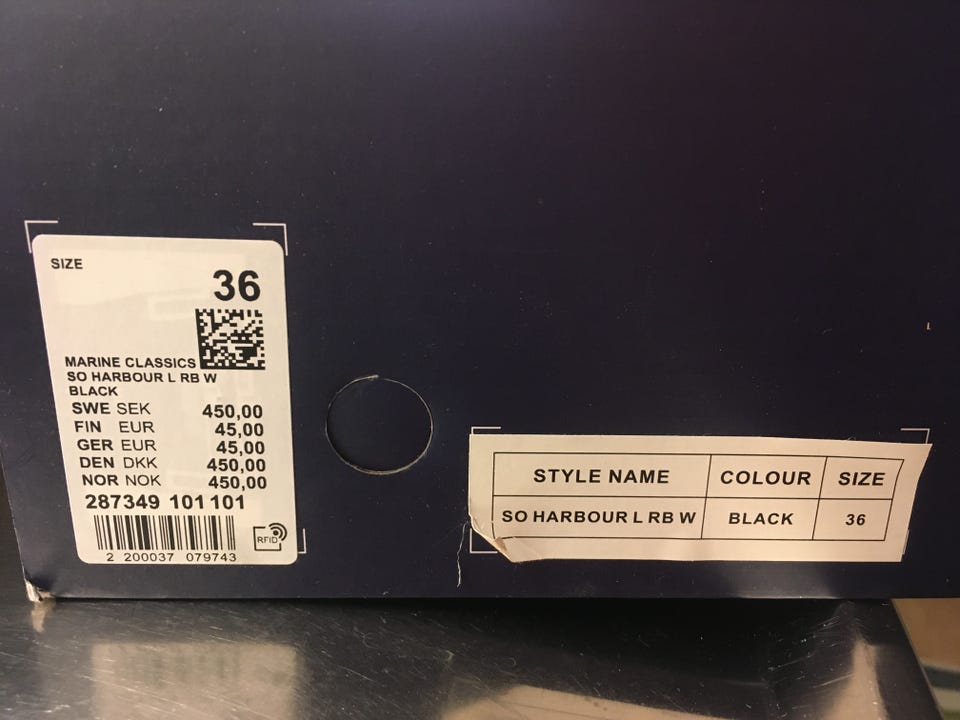 SIZE
36
MARINE CLASSICS
SO HARBOUR L RB W
BLACK
SWE SEK 450,00
FIN EUR 45,00
GER EUR 45,00
DEN DKK 450,00
NOR NOK 450,00
287349 101 101
RFID
2 200037 079743
STYLE NAME COLOUR SIZE
SO HARBOUR L RB W BLACK 36